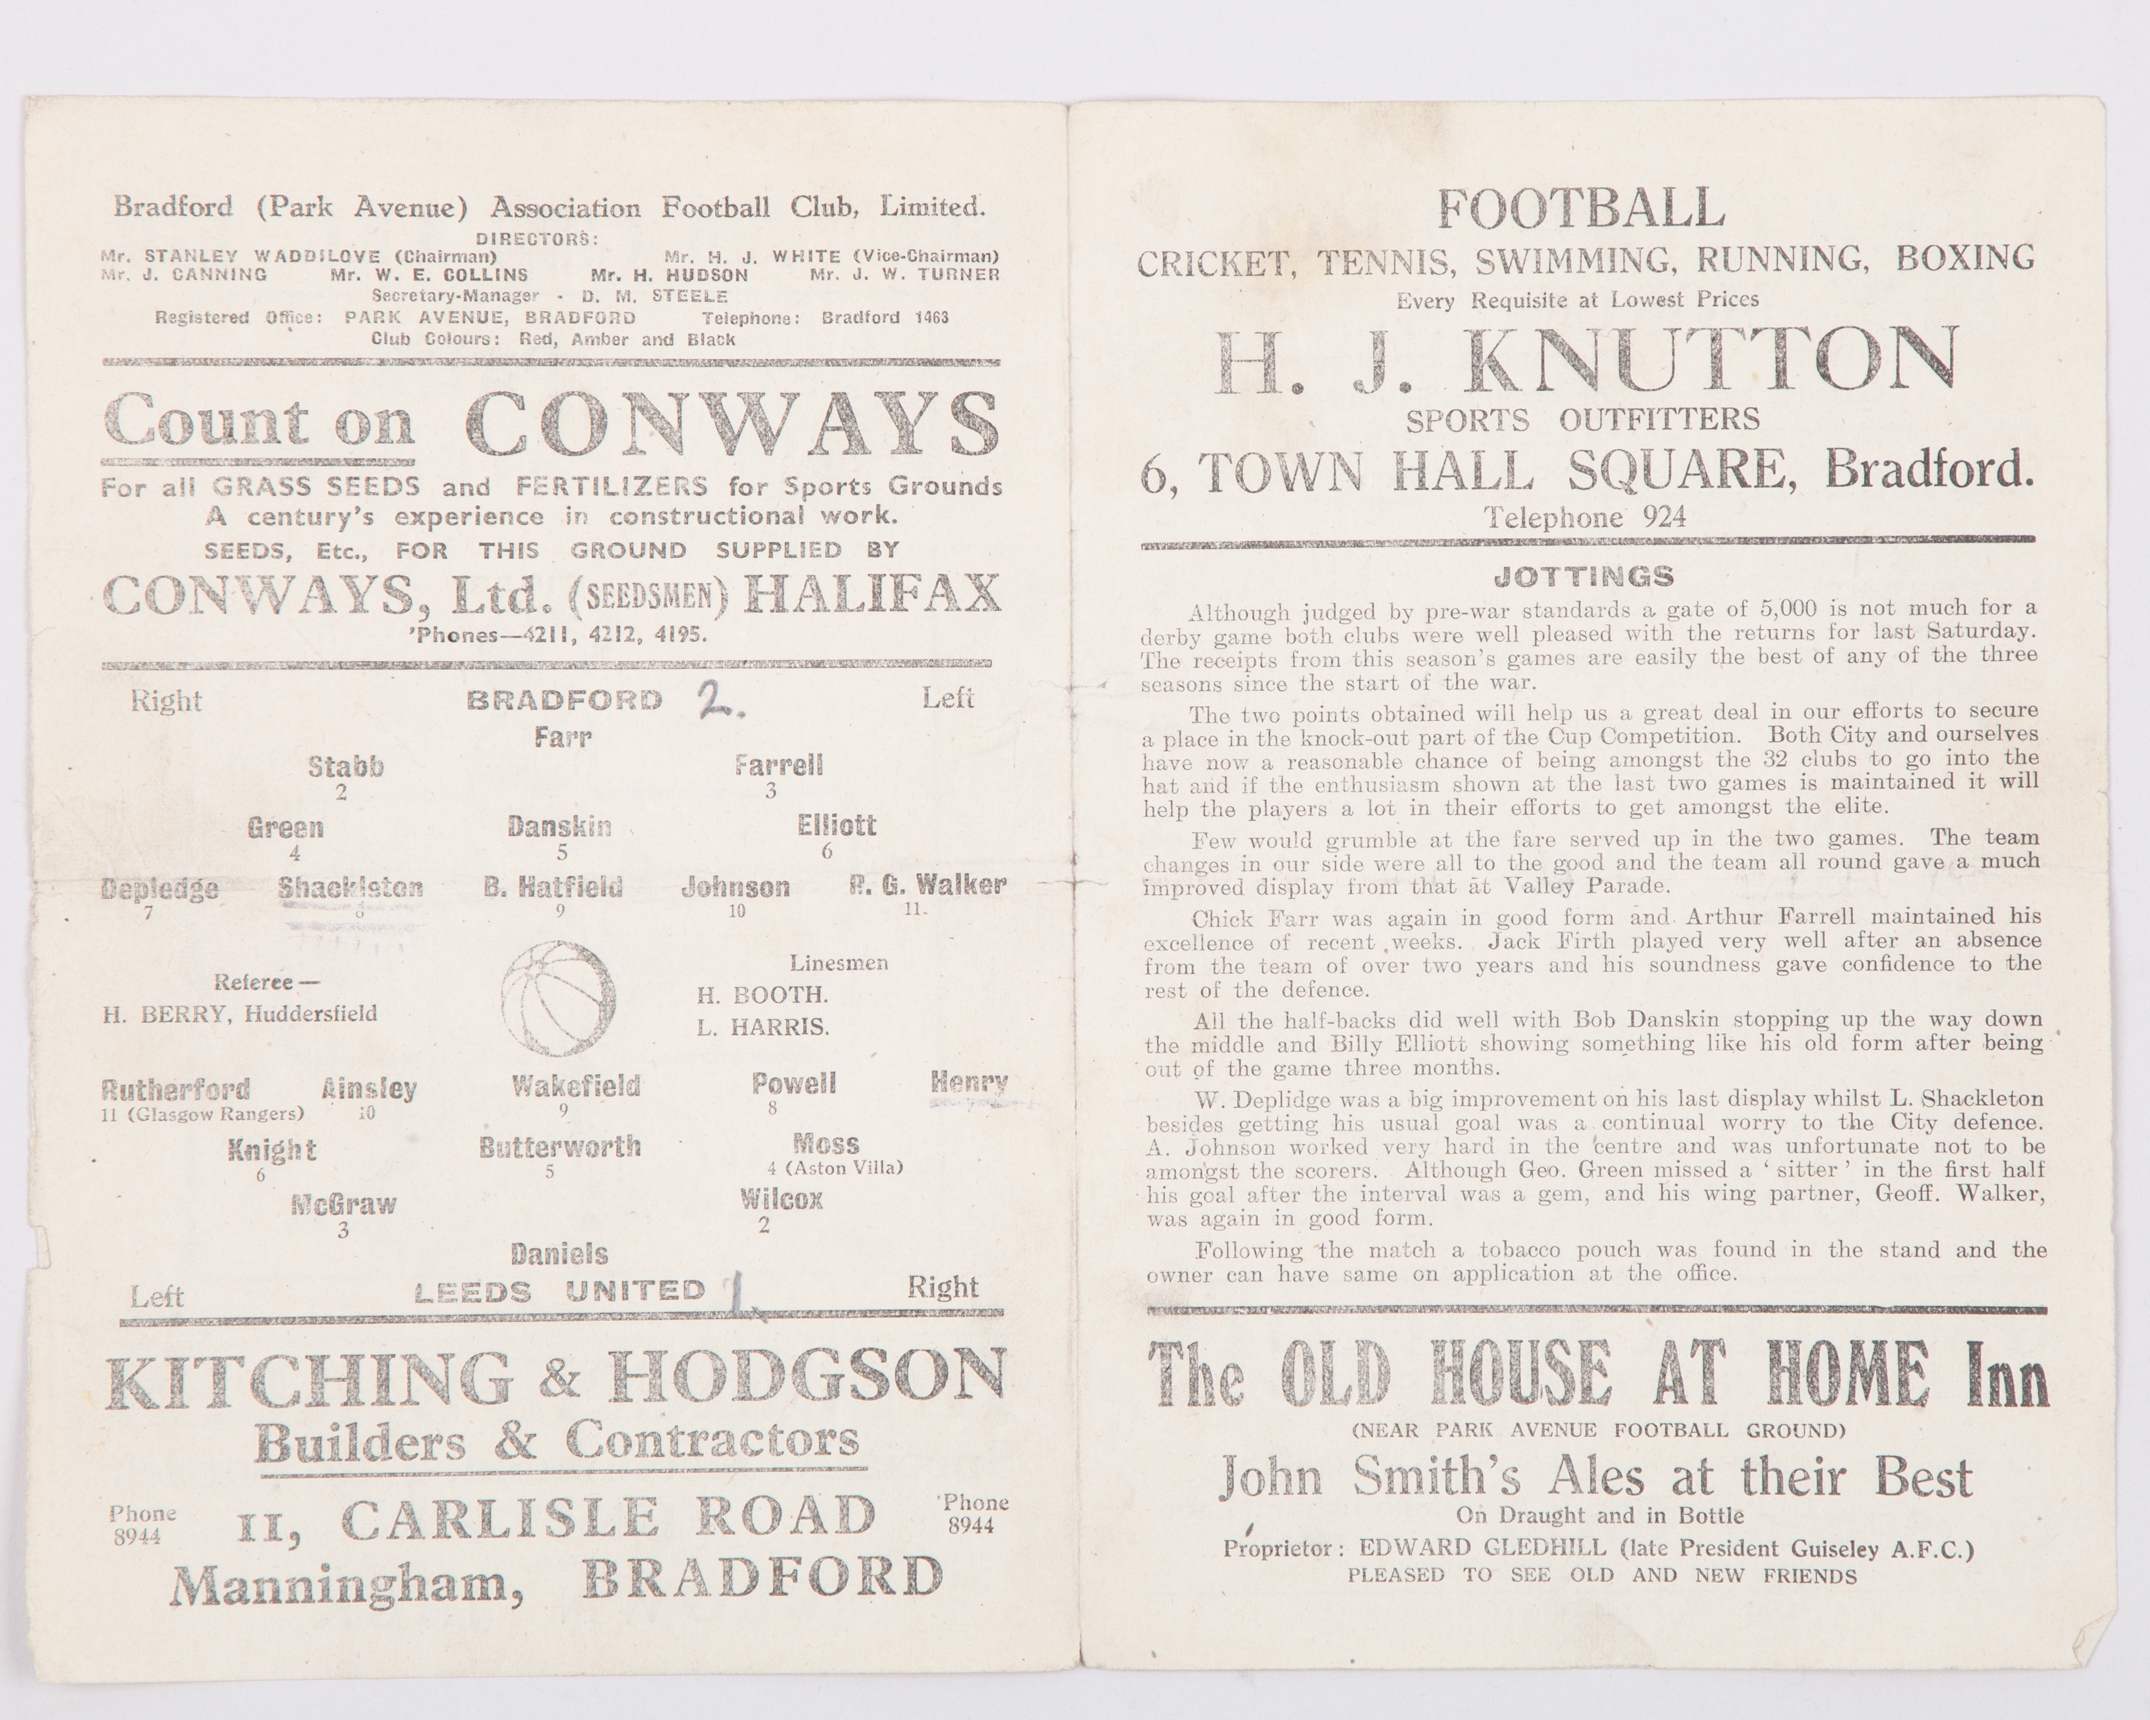 Bradford (Park Avenue) Association Football Club, Limited.
DIRECTORS:
Mr. STANLEY WADDILOVE (Chairman) Mr. H. J. WHITE (Vice-Chairman)
Mr. J. CANNING Mr. W. E. COLLINS Mr. H. HUDSON Mr. J. W. TURNER
Secretary-Manager - D. M. STEELE
Registered Office: PARK AVENUE, BRADFORD Telephone: Bradford 1463
Club Colours: Red, Amber and Black
Count on CONWAYS
For all GRASS SEEDS and FERTILIZERS for Sports Grounds
A century's experience in constructional work.
SEEDS, Etc., FOR THIS GROUND SUPPLIED BY
CONWAYS, Ltd. (SEEDSMEN) HALIFAX
'Phones—4211, 4212, 4195.
Right BRADFORD 2. Left
Farr
Stabb Farrell
2 3
Green Danskin Elliott
4 5 6
Depledge Shackleton B. Hatfield Johnson R. G. Walker
7 8 9 10 11.
Referee—
H. BERRY, Huddersfield
Linesmen
H. BOOTH.
L. HARRIS.
Rutherford Ainsley Wakefield Powell Henry
11 (Glasgow Rangers) 10 9 8 7
Knight Butterworth Moss
6 5 4 (Aston Villa)
McGraw Wilcox
3 2
Daniels
Left LEEDS UNITED 1. Right
KITCHING & HODGSON
Builders & Contractors
Phone 8944
11, CARLISLE ROAD
'Phone 8944
Manningham, BRADFORD
FOOTBALL
CRICKET, TENNIS, SWIMMING, RUNNING, BOXING
Every Requisite at Lowest Prices
H. J. KNUTTON
SPORTS OUTFITTERS
6, TOWN HALL SQUARE, Bradford.
Telephone 924
JOTTINGS
Although judged by pre-war standards a gate of 5,000 is not much for a
derby game both clubs were well pleased with the returns for last Saturday.
The receipts from this season's games are easily the best of any of the three
seasons since the start of the war.
The two points obtained will help us a great deal in our efforts to secure
a place in the knock-out part of the Cup Competition. Both City and ourselves
have now a reasonable chance of being amongst the 32 clubs to go into the
hat and if the enthusiasm shown at the last two games is maintained it will
help the players a lot in their efforts to get amongst the elite.
Few would grumble at the fare served up in the two games. The team
changes in our side were all to the good and the team all round gave a much
improved display from that at Valley Parade.
Chick Farr was again in good form and Arthur Farrell maintained his
excellence of recent weeks. Jack Firth played very well after an absence
from the team of over two years and his soundness gave confidence to the
rest of the defence.
All the half-backs did well with Bob Danskin stopping up the way down
the middle and Billy Elliott showing something like his old form after being
out of the game three months.
W. Deplidge was a big improvement on his last display whilst L. Shackleton
besides getting his usual goal was a continual worry to the City defence.
A. Johnson worked very hard in the centre and was unfortunate not to be
amongst the scorers. Although Geo. Green missed a ' sitter ' in the first half
his goal after the interval was a gem, and his wing partner, Geoff. Walker,
was again in good form.
Following the match a tobacco pouch was found in the stand and the
owner can have same on application at the office.
The OLD HOUSE AT HOME Inn
(NEAR PARK AVENUE FOOTBALL GROUND)
John Smith's Ales at their Best
On Draught and in Bottle
Proprietor: EDWARD GLEDHILL (late President Guiseley A.F.C.)
PLEASED TO SEE OLD AND NEW FRIENDS